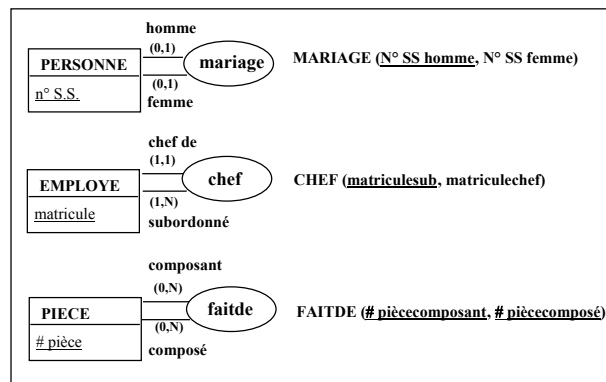 homme
(0,1)
PERSONNE
mariage
MARIAGE (N° SS homme, N° SS femme)
n° S.S.
(0,1)
femme
chef de
(1,1)
EMPLOYE
chef
CHEF (matriculesub, matriculechef)
matricule
(1,N)
subordonné
composant
(0,N)
PIECE
faitde
FAITDE (# piècecomposant, # piècecomposé)
# pièce
(0,N)
composé